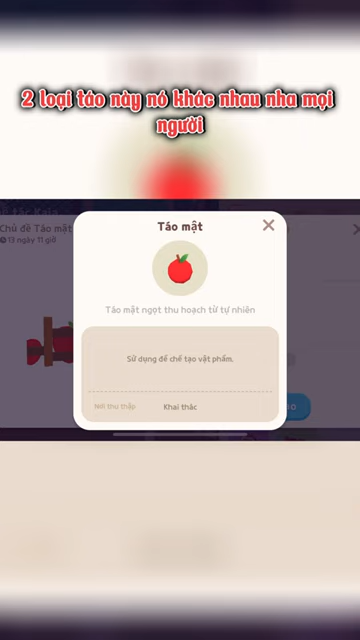 2 loại táo này nó khác nhau nha mọi
người
Chủ đề Táo mật
13 ngày 11 giờ
Táo mật
Táo mật ngọt thu hoạch từ tự nhiên
Sử dụng để chế tạo vật phẩm.
Nơi thu thập Khai thác